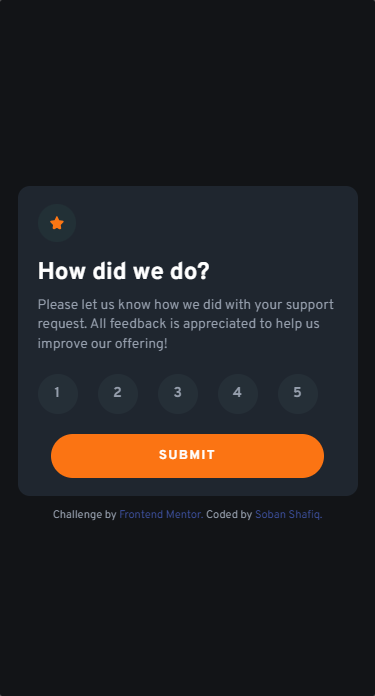 How did we do?
Please let us know how we did with your support
request. All feedback is appreciated to help us
improve our offering!
1 2 3 4 5
SUBMIT
Challenge by Frontend Mentor. Coded by Soban Shafiq.